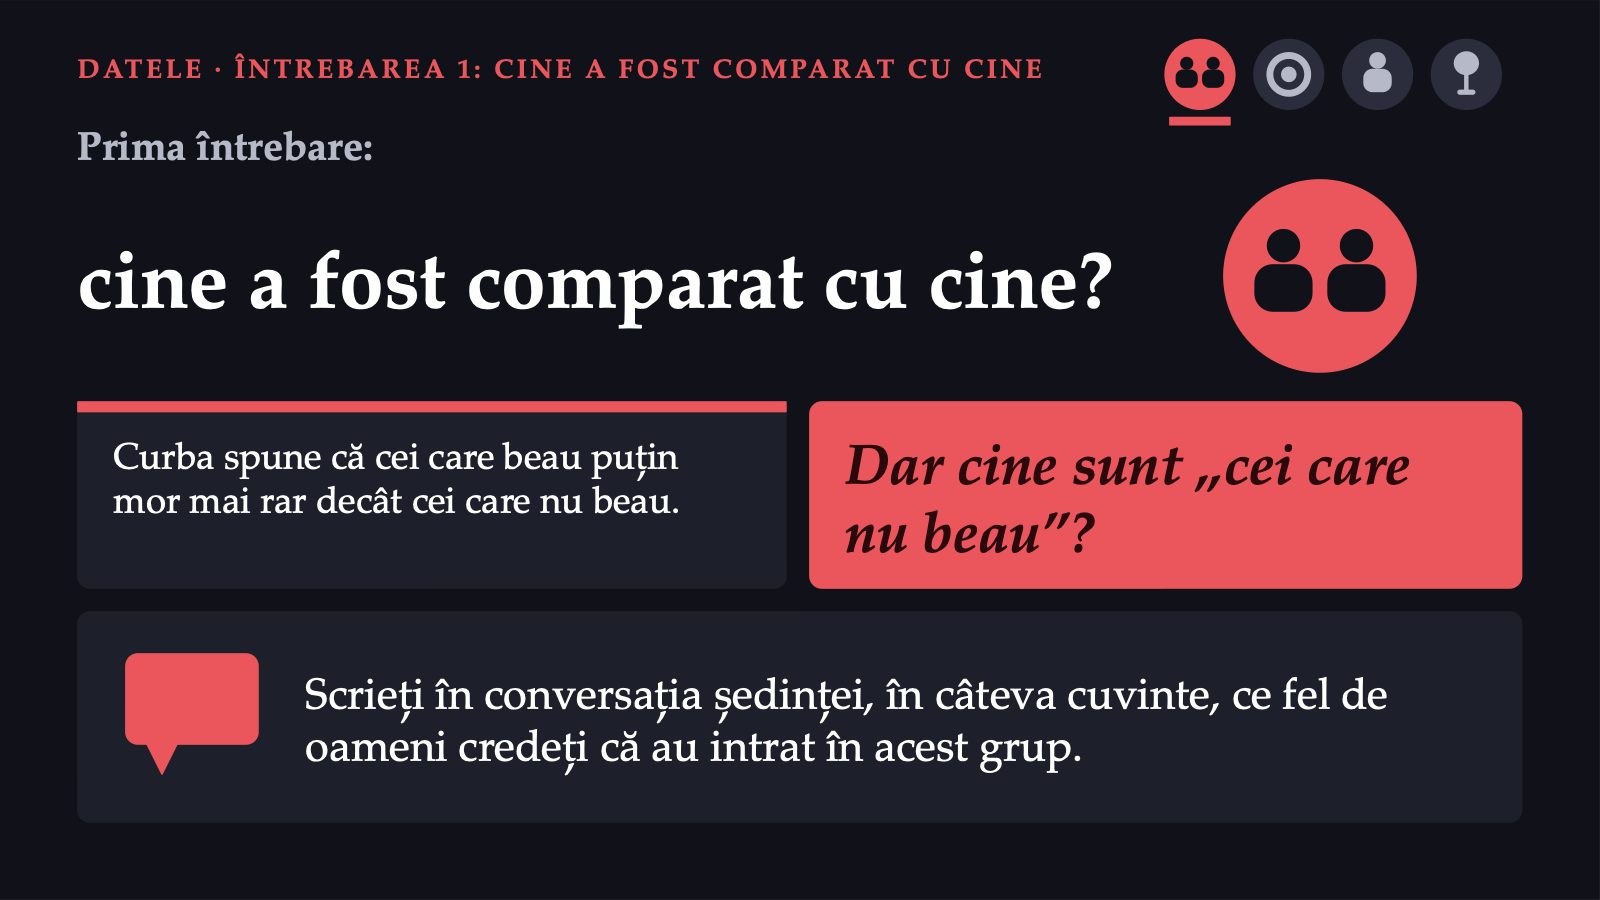 DATELE · ÎNTREBAREA 1: CINE A FOST COMPARAT CU CINE
Prima întrebare:
cine a fost comparat cu cine?
Curba spune că cei care beau puțin
mor mai rar decât cei care nu beau.
Dar cine sunt „cei care
nu beau”?
Scrieți în conversația ședinței, în câteva cuvinte, ce fel de
oameni credeți că au intrat în acest grup.